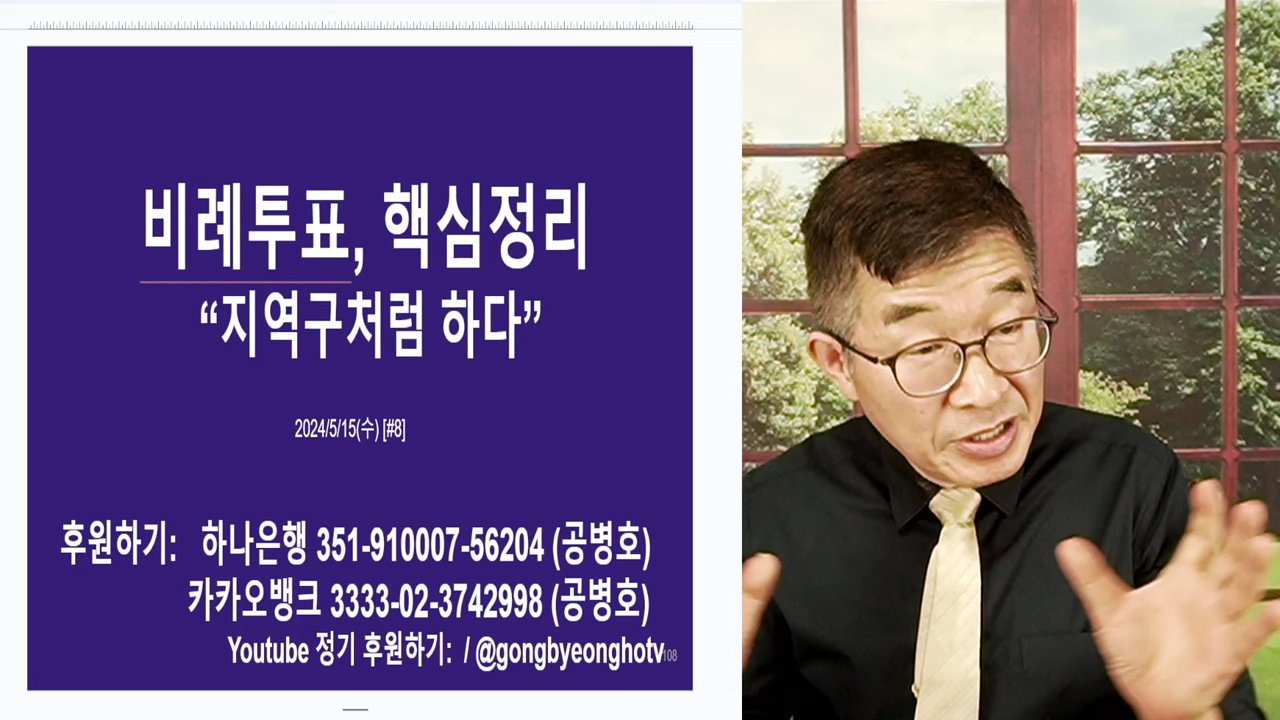 비례투표, 핵심정리
“지역구처럼 하다”
2024/5/15(수) [#8]
후원하기: 하나은행 351-910007-56204 (공병호)
카카오뱅크 3333-02-3742998 (공병호)
Youtube 정기 후원하기: / @gongbyeonghotv
108